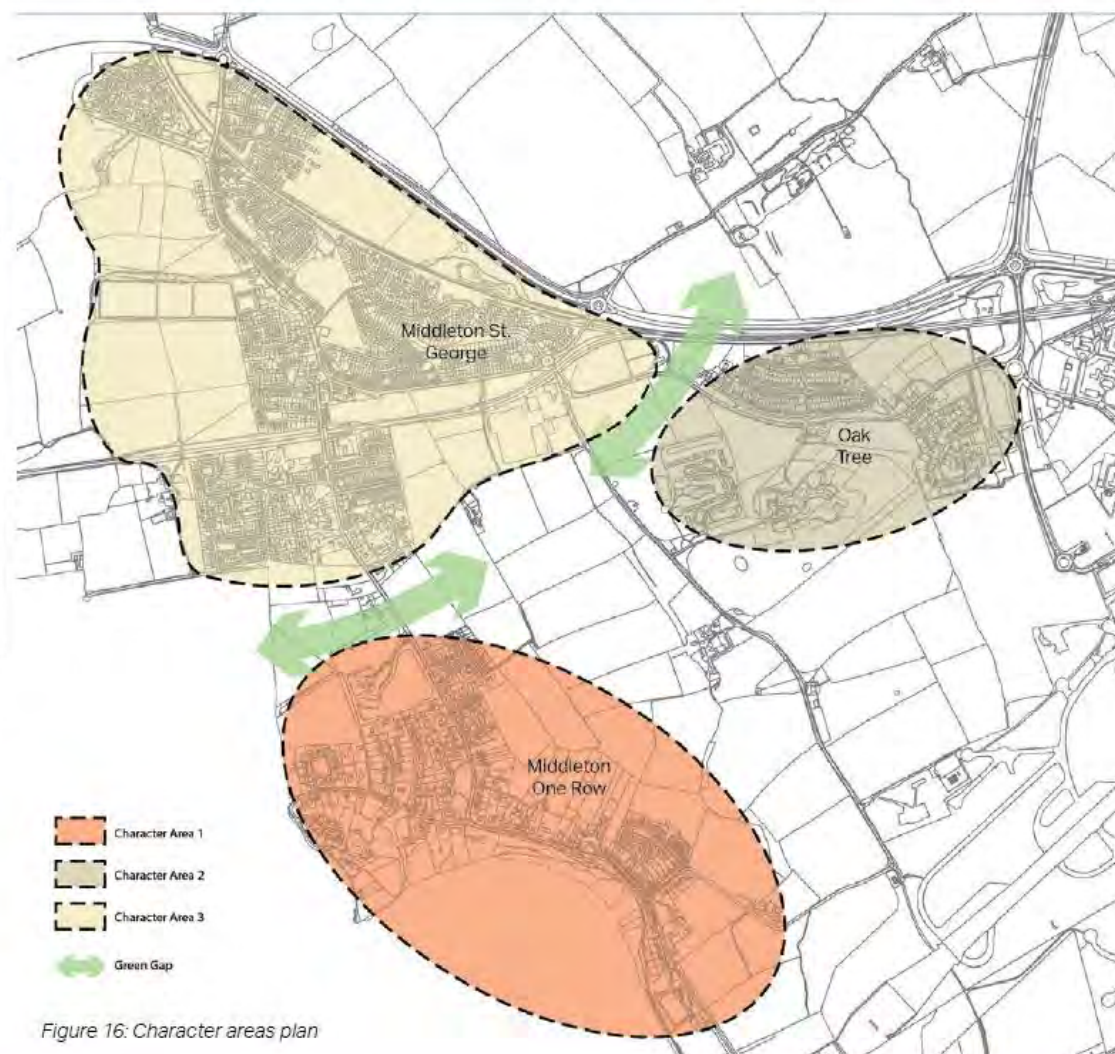 Middleton St.
George
Oak
Tree
Middleton
One Row
Character Area 1
Character Area 2
Character Area 3
Green Gap
Figure 16: Character areas plan